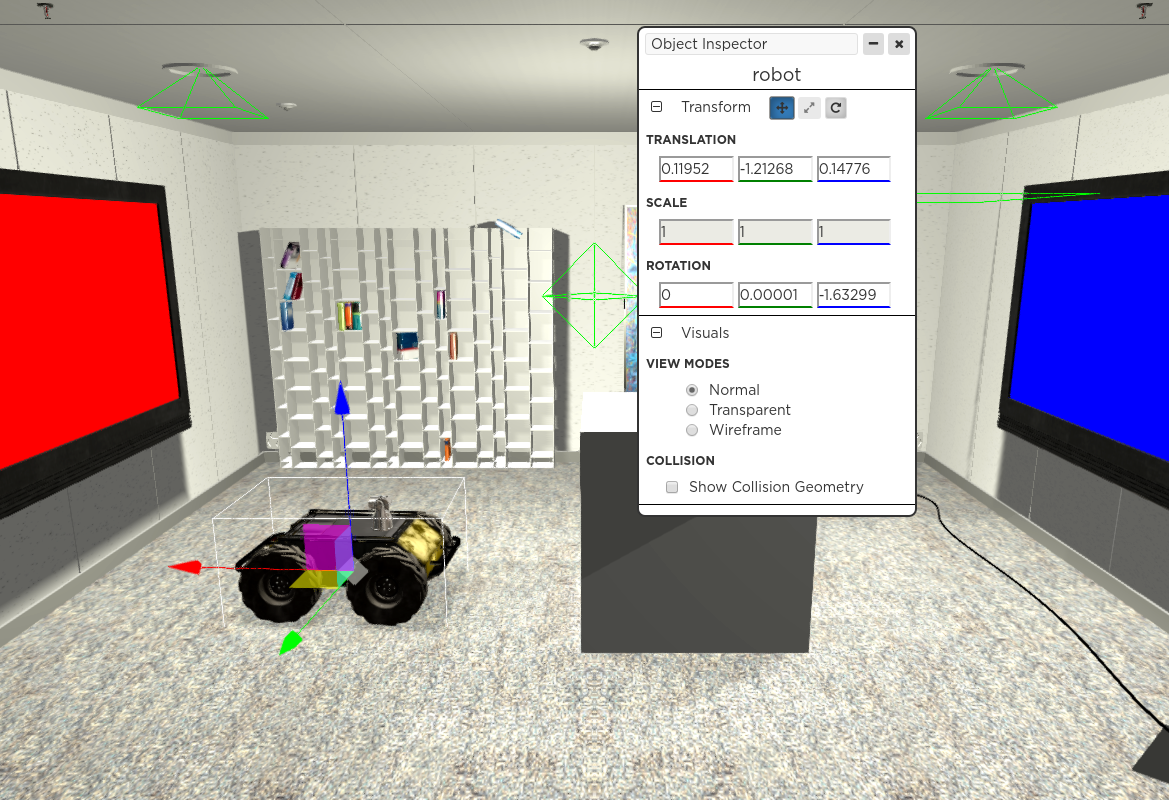 Object Inspector
robot
Transform
TRANSLATION
0.11952 -1.21268 0.14776
SCALE
1 1 1
ROTATION
0 0.00001 -1.63299
Visuals
VIEW MODES
Normal
Transparent
Wireframe
COLLISION
Show Collision Geometry